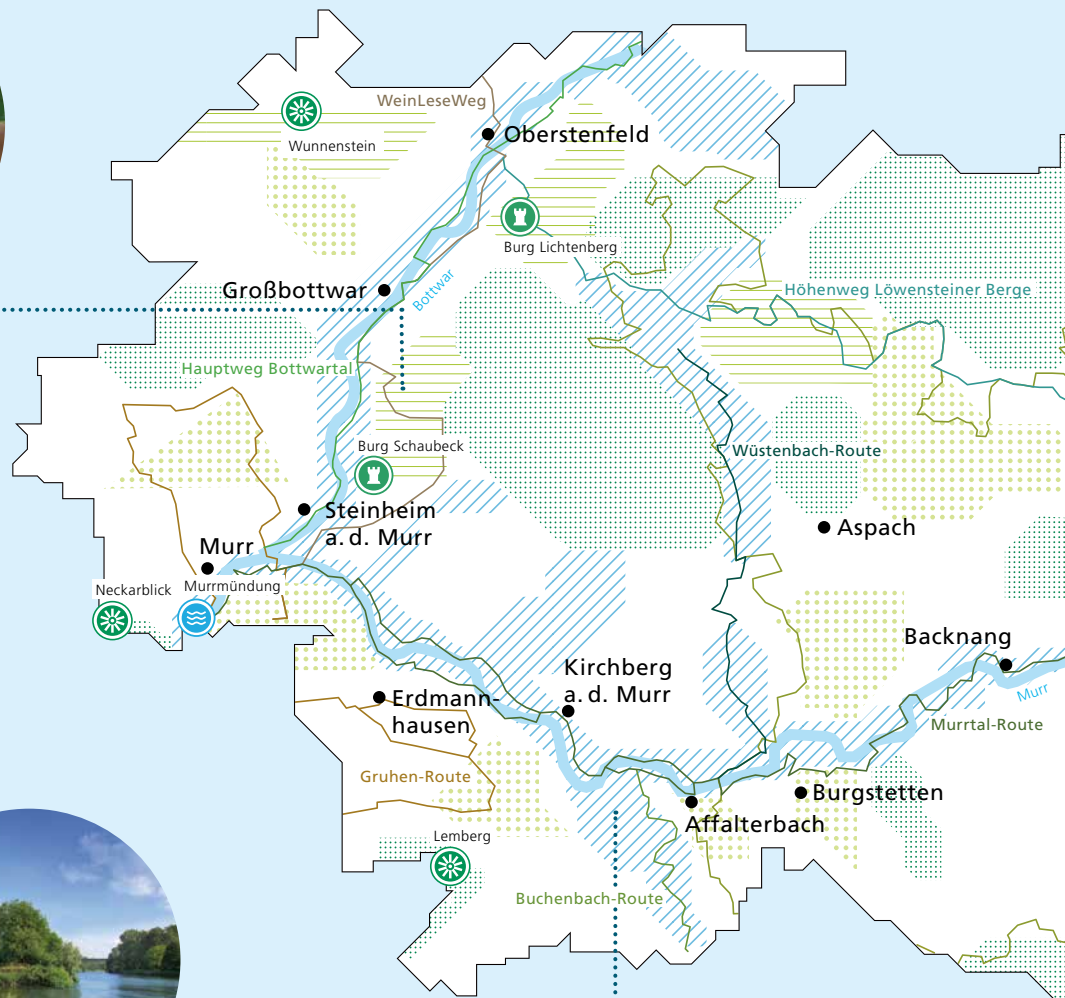 WeinLeseWeg
Oberstenfeld
Wunnenstein
Burg Lichtenberg
Großbottwar
Bottwar
Höhenweg Löwensteiner Berge
Hauptweg Bottwartal
Burg Schaubeck
Wüstenbach-Route
Steinheim
a. d. Murr
Aspach
Murr
Neckarblick
Murrmündung
Backnang
Kirchberg
a. d. Murr
Erdmann-
hausen
Murr
Murrtal-Route
Gruhen-Route
Burgstetten
Affalterbach
Lemberg
Buchenbach-Route